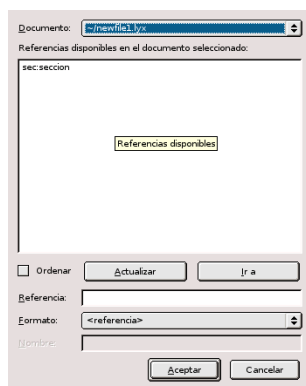 Documento: ~/newfile1.lyx
Referencias disponibles en el documento seleccionado:
sec:seccion
Referencias disponibles
Ordenar Actualizar Ir a
Referencia:
Formato: <referencia>
Nombre:
Aceptar Cancelar